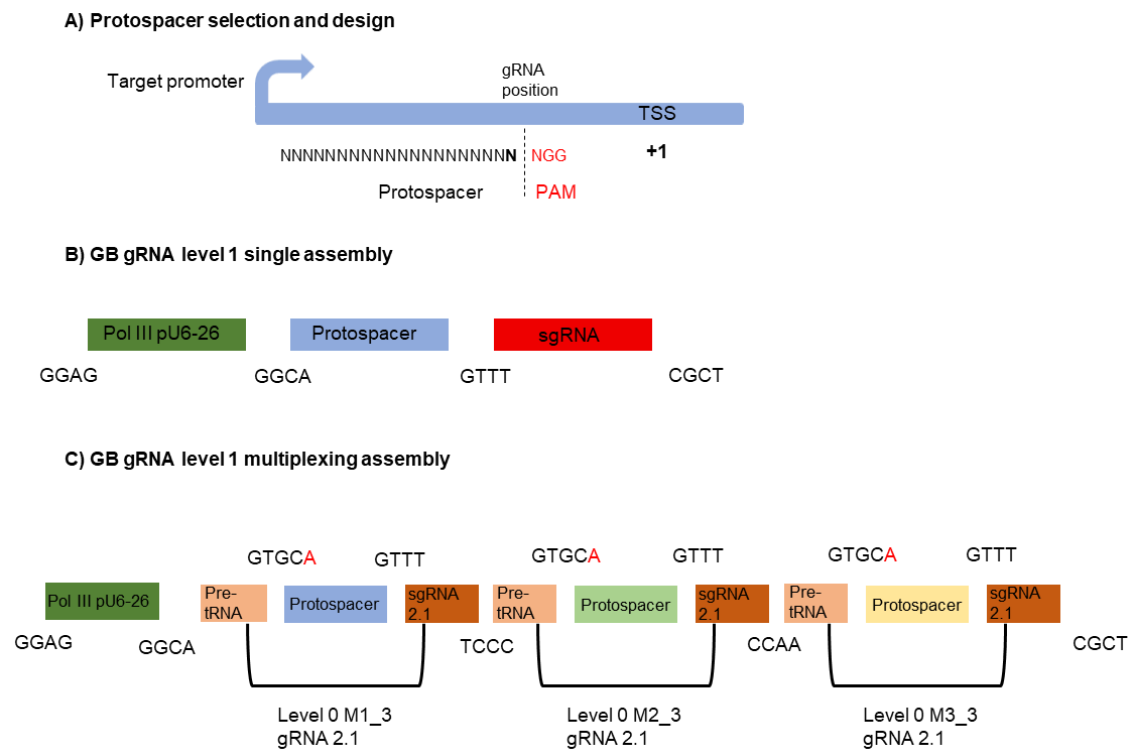 A) Protospacer selection and design
Target promoter
gRNA
position
TSS
NNNNNNNNNNNNNNNNNNNN NGG
+1
Protospacer
PAM
B) GB gRNA level 1 single assembly
Pol III pU6-26
Protospacer
sgRNA
GGAG
GGCA
GTTT
CGCT
C) GB gRNA level 1 multiplexing assembly
GTGCA
GTTT
GTGCA
GTTT
GTGCA
GTTT
Pol III pU6-26
Pre-
tRNA
Protospacer
sgRNA
2.1
Pre-
tRNA
Protospacer
sgRNA
2.1
Pre-
tRNA
Protospacer
sgRNA
2.1
GGAG
GGCA
TCCC
CCAA
CGCT
Level 0 M1_3
gRNA 2.1
Level 0 M2_3
gRNA 2.1
Level 0 M3_3
gRNA 2.1